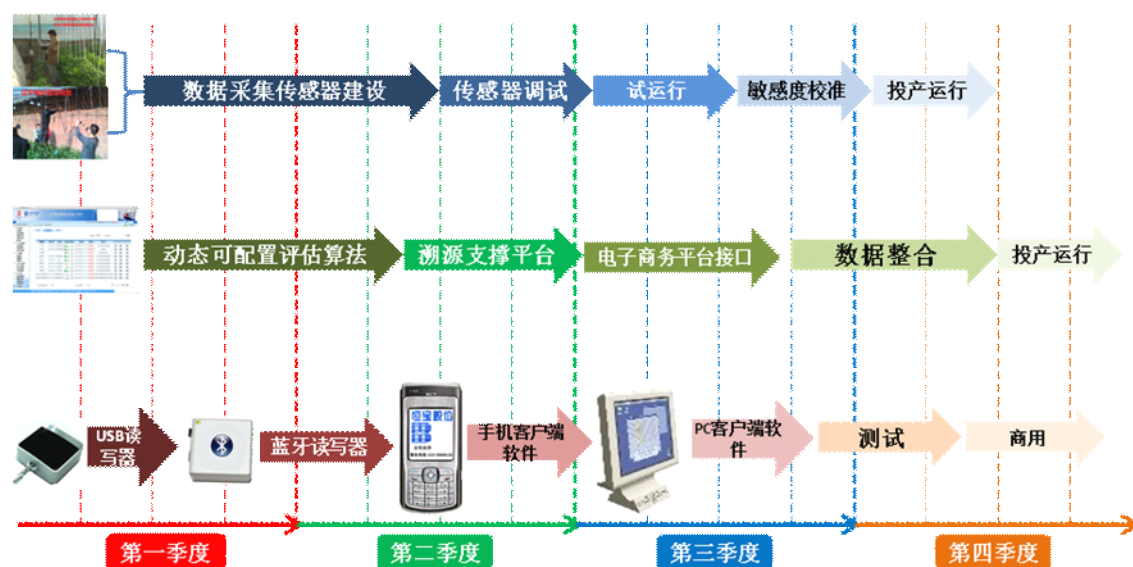 数据采集传感器建设
传感器调试
试运行
敏感度校准
投产运行
动态可配置评估算法
溯源支撑平台
电子商务平台接口
数据整合
投产运行
USB读
写器
蓝牙读写器
手机客户端
软件
PC客户端软
件
测试
商用
第一季度
第二季度
第三季度
第四季度